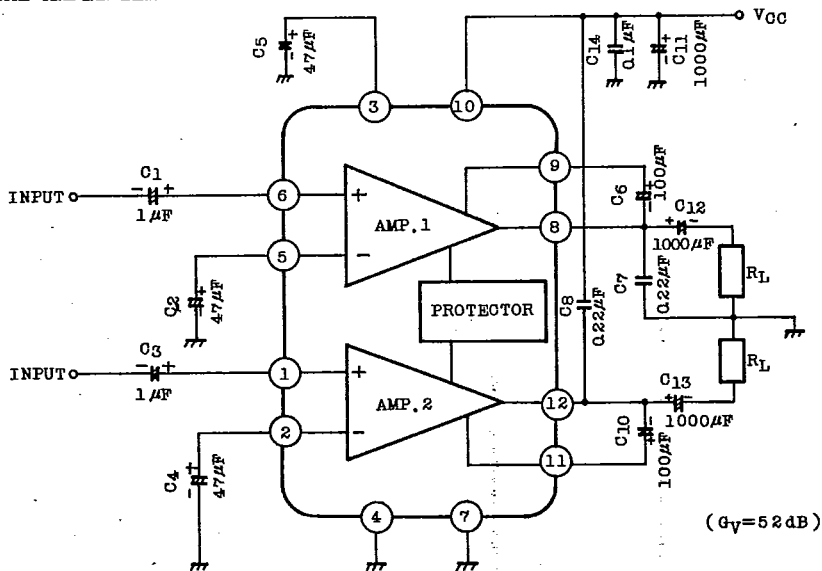 C5
47µF
C14
0.1µF
C11
1000µF
VCC
3
10
9
INPUT
C1
1µF
6
+
AMP.1
8
C6
100µF
C12
1000µF
5
−
C2
47µF
PROTECTOR
C8
0.22µF
C7
0.22µF
RL
INPUT
C3
1µF
1
+
AMP.2
12
C13
1000µF
RL
2
−
C4
47µF
11
C10
100µF
4
7
(GV=52dB)